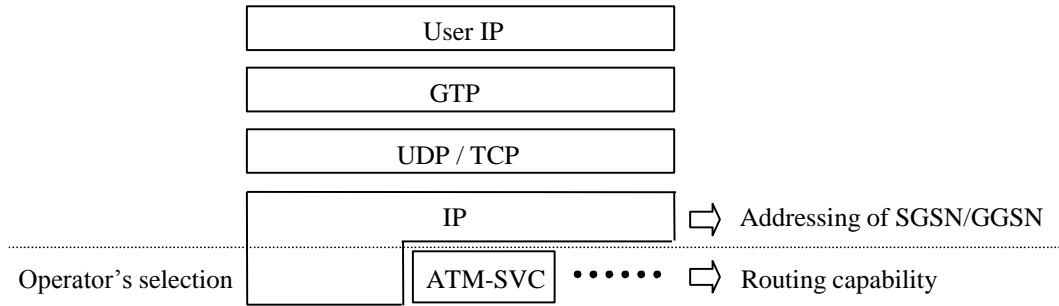 User IP
GTP
UDP / TCP
IP
Addressing of SGSN/GGSN
Operator’s selection
ATM-SVC
Routing capability